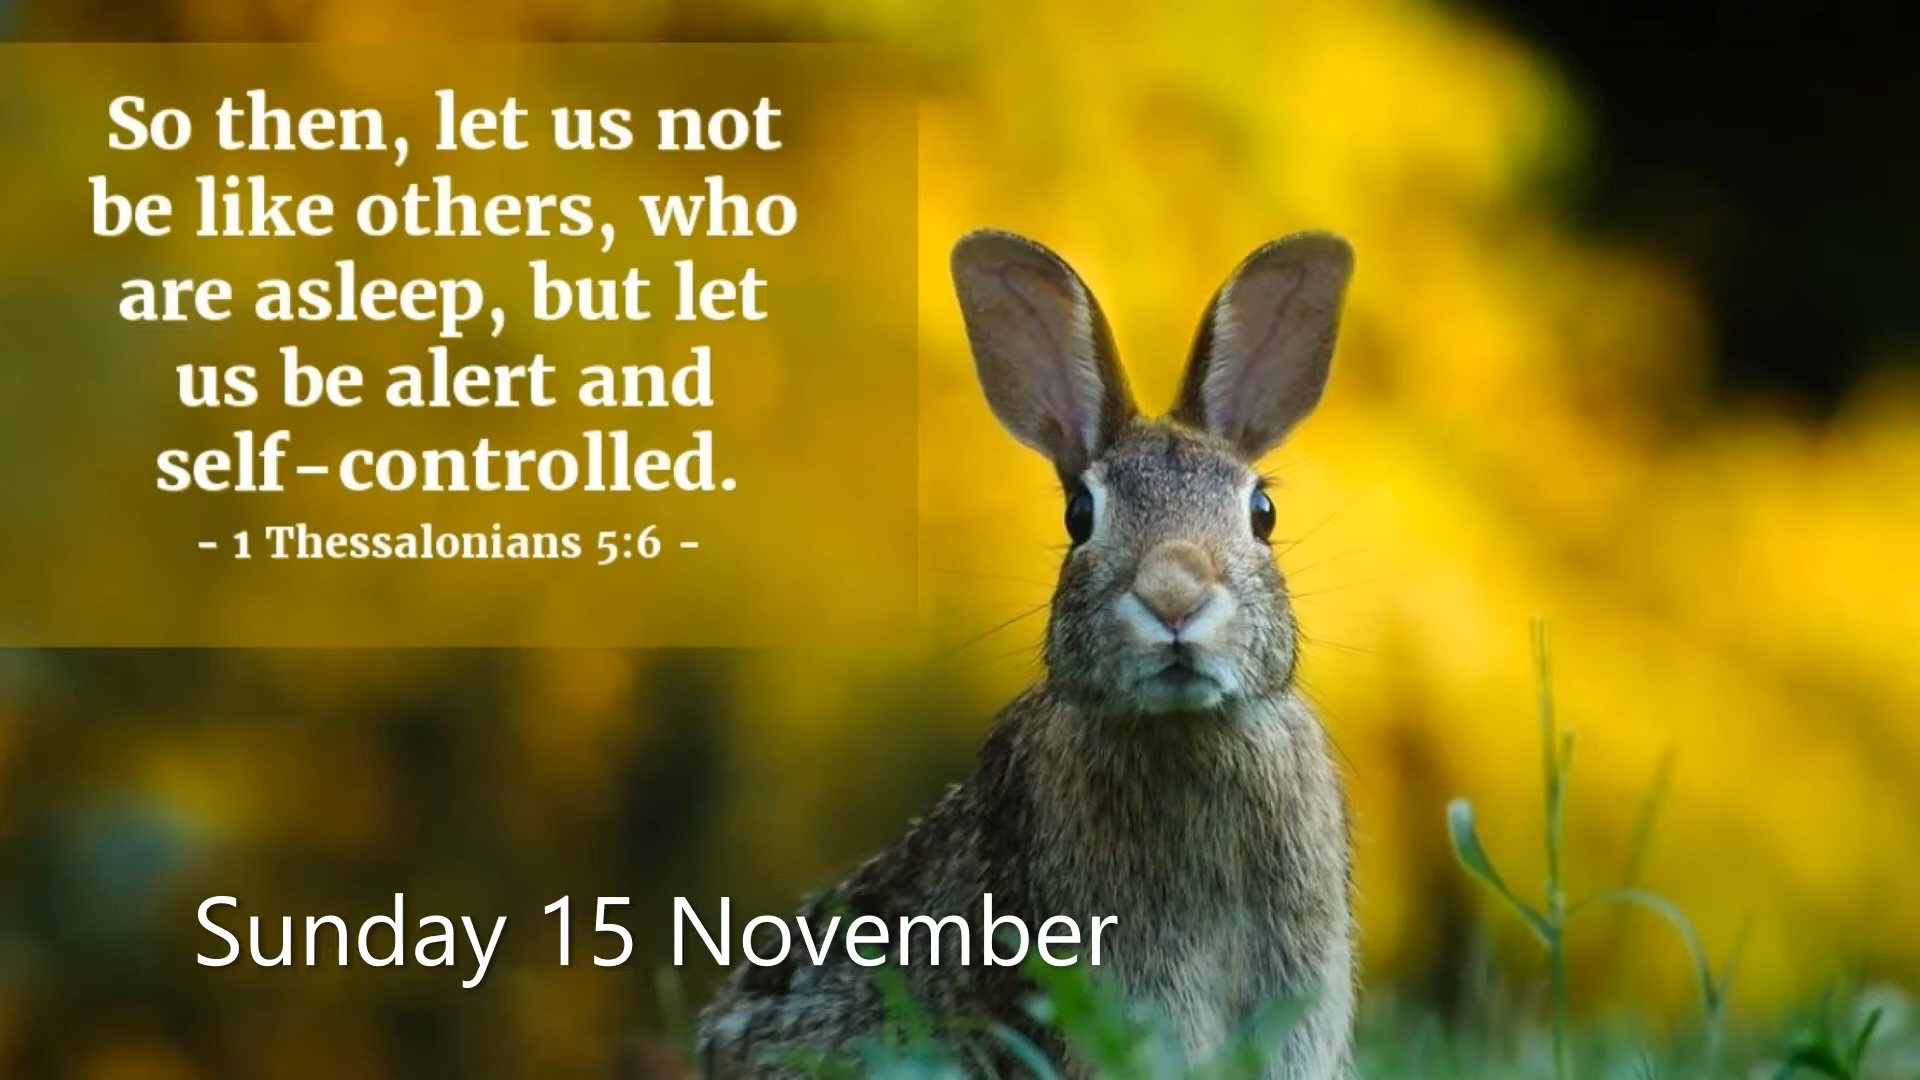 So then, let us not
be like others, who
are asleep, but let
us be alert and
self-controlled.
- 1 Thessalonians 5:6 -
Sunday 15 November